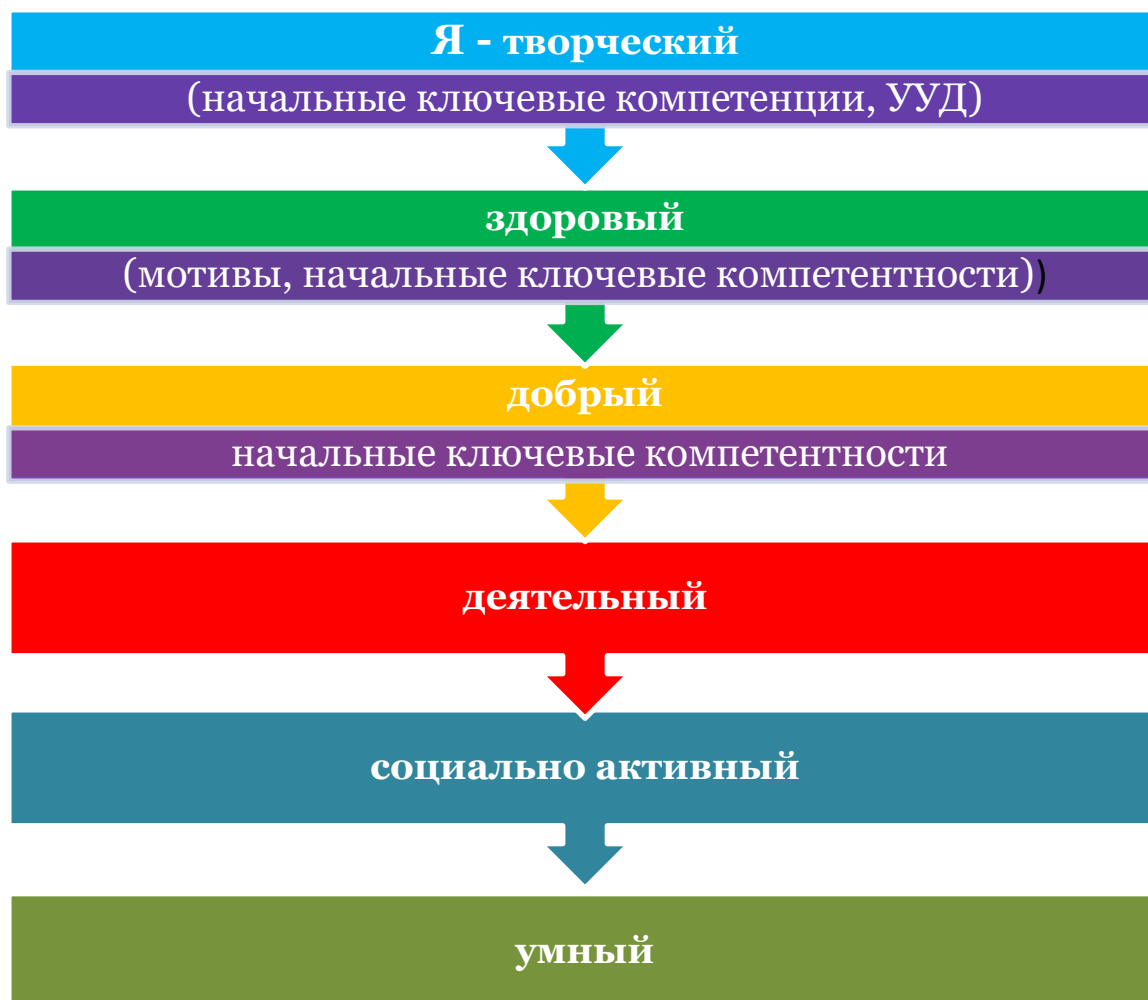 Я - творческий
(начальные ключевые компетенции, УУД)
здоровый
(мотивы, начальные ключевые компетентности))
добрый
начальные ключевые компетентности
деятельный
социально активный
умный